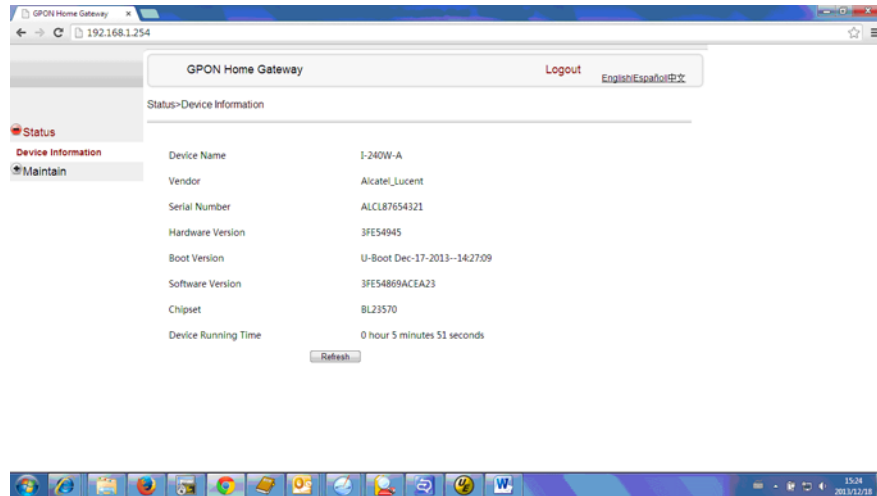 GPON Home Gateway
192.168.1.254
GPON Home Gateway
Logout
English|Español|中文
Status>Device Information
Status
Device Information
Maintain
Device Name I-240W-A
Vendor Alcatel_Lucent
Serial Number ALCL87654321
Hardware Version 3FE54945
Boot Version U-Boot Dec-17-2013--14:27:09
Software Version 3FE54869ACEA23
Chipset BL23570
Device Running Time 0 hour 5 minutes 51 seconds
Refresh
15:24
2013/12/18